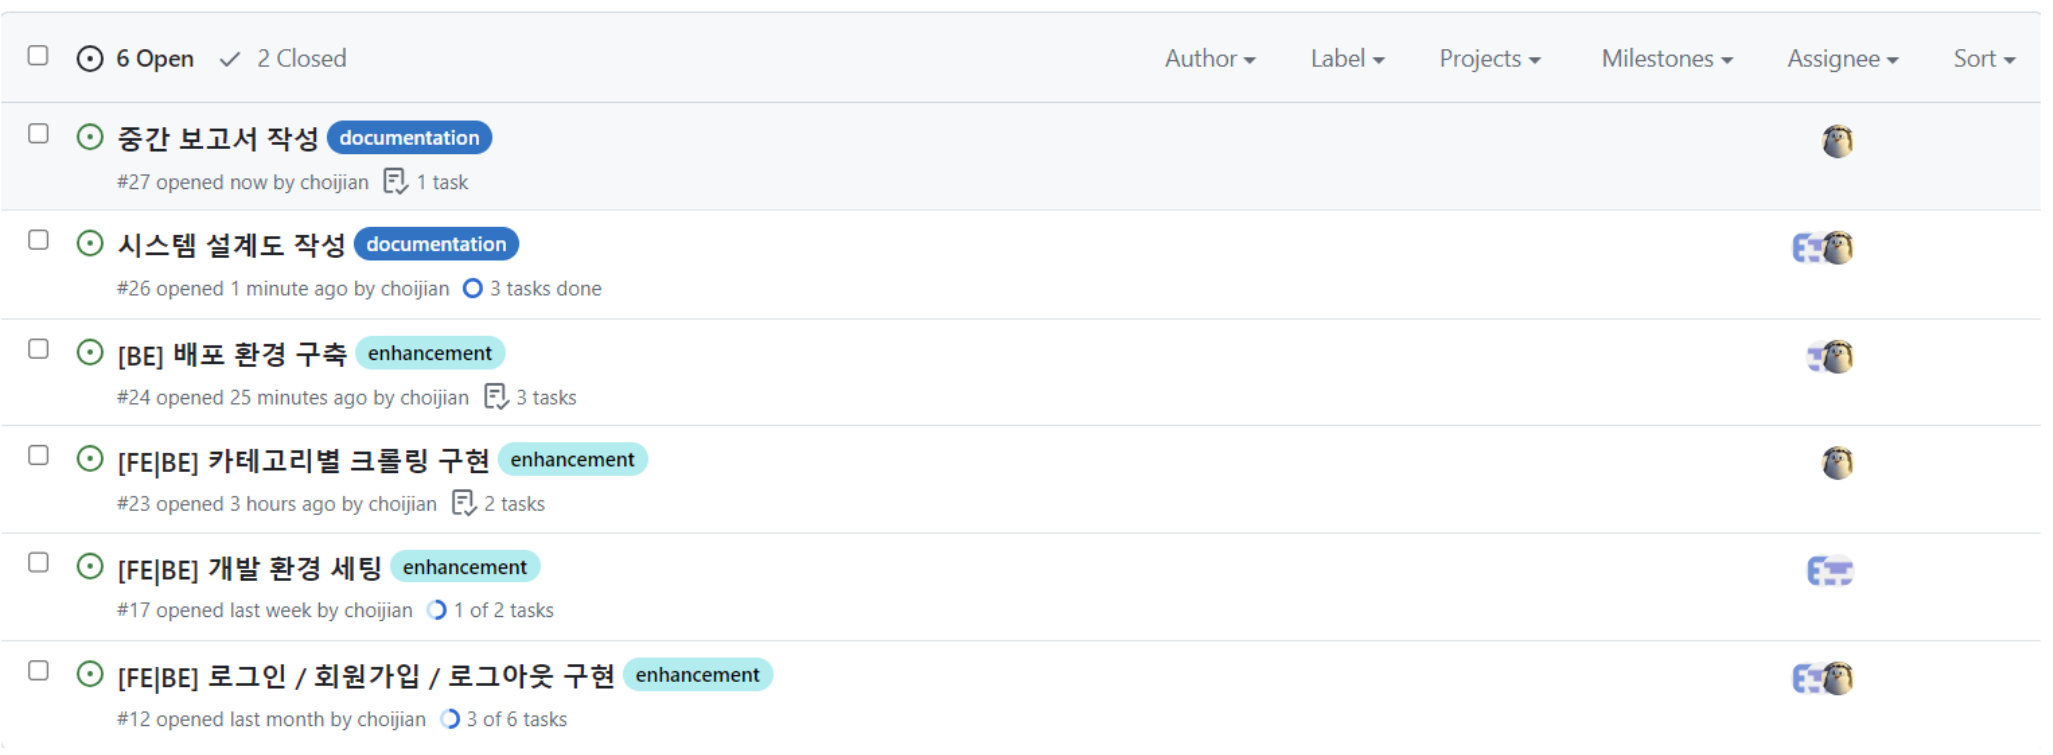 6 Open 2 Closed Author Label Projects Milestones Assignee Sort
중간 보고서 작성 documentation
#27 opened now by choijian 1 task
시스템 설계도 작성 documentation
#26 opened 1 minute ago by choijian 3 tasks done
[BE] 배포 환경 구축 enhancement
#24 opened 25 minutes ago by choijian 3 tasks
[FE|BE] 카테고리별 크롤링 구현 enhancement
#23 opened 3 hours ago by choijian 2 tasks
[FE|BE] 개발 환경 세팅 enhancement
#17 opened last week by choijian 1 of 2 tasks
[FE|BE] 로그인 / 회원가입 / 로그아웃 구현 enhancement
#12 opened last month by choijian 3 of 6 tasks